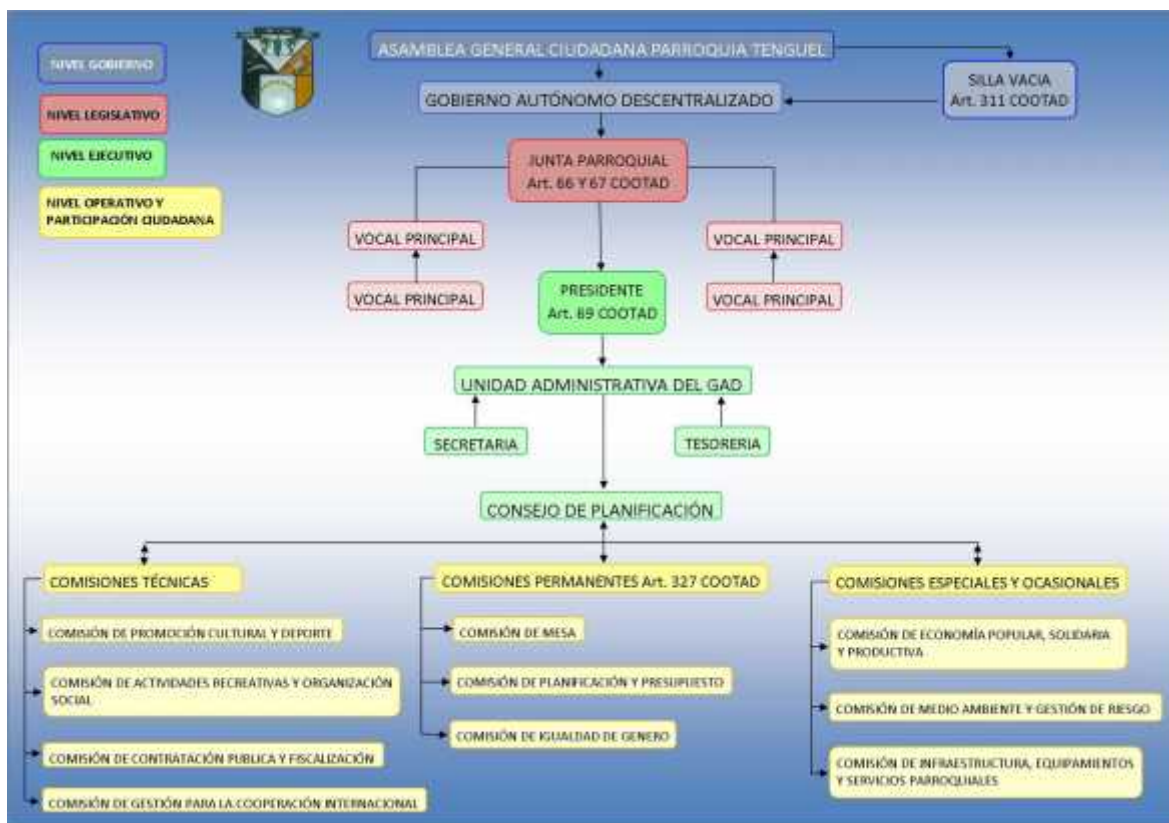 NIVEL GOBIERNO
NIVEL LEGISLATIVO
NIVEL EJECUTIVO
NIVEL OPERATIVO Y
PARTICIPACIÓN CIUDADANA
ASAMBLEA GENERAL CIUDADANA PARROQUIA TENGUEL
SILLA VACIA
Art. 311 COOTAD
GOBIERNO AUTÓNOMO DESCENTRALIZADO
JUNTA PARROQUIAL
Art. 66 Y 67 COOTAD
VOCAL PRINCIPAL
VOCAL PRINCIPAL
VOCAL PRINCIPAL
VOCAL PRINCIPAL
PRESIDENTE
Art. 69 COOTAD
UNIDAD ADMINISTRATIVA DEL GAD
SECRETARIA
TESORERIA
CONSEJO DE PLANIFICACIÓN
COMISIONES TÉCNICAS
COMISIÓN DE PROMOCIÓN CULTURAL Y DEPORTE
COMISIÓN DE ACTIVIDADES RECREATIVAS Y ORGANIZACIÓN
SOCIAL
COMISIÓN DE CONTRATACIÓN PUBLICA Y FISCALIZACIÓN
COMISIÓN DE GESTIÓN PARA LA COOPERACIÓN INTERNACIONAL
COMISIONES PERMANENTES Art. 327 COOTAD
COMISIÓN DE MESA
COMISIÓN DE PLANIFICACIÓN Y PRESUPUESTO
COMISIÓN DE IGUALDAD DE GENERO
COMISIONES ESPECIALES Y OCASIONALES
COMISIÓN DE ECONOMÍA POPULAR, SOLIDARIA
Y PRODUCTIVA
COMISIÓN DE MEDIO AMBIENTE Y GESTIÓN DE RIESGO
COMISIÓN DE INFRAESTRUCTURA, EQUIPAMIENTOS
Y SERVICIOS PARROQUIALES